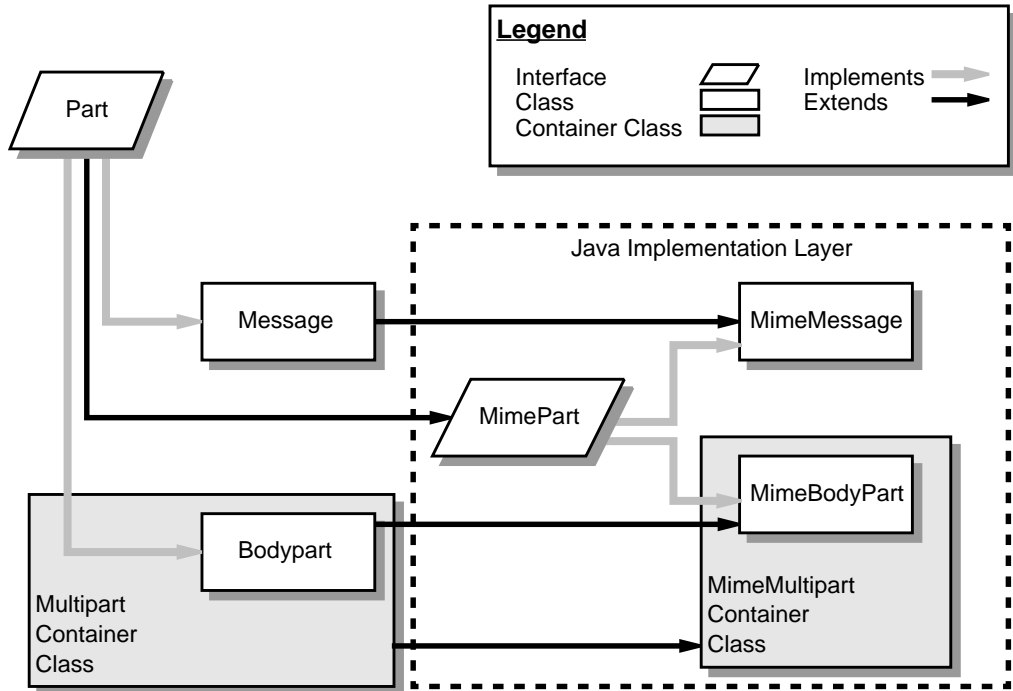 Legend
Interface
Implements
Class
Extends
Container Class
Part
Java Implementation Layer
Message
MimeMessage
MimePart
MimeBodyPart
Bodypart
Multipart
Container
Class
MimeMultipart
Container
Class